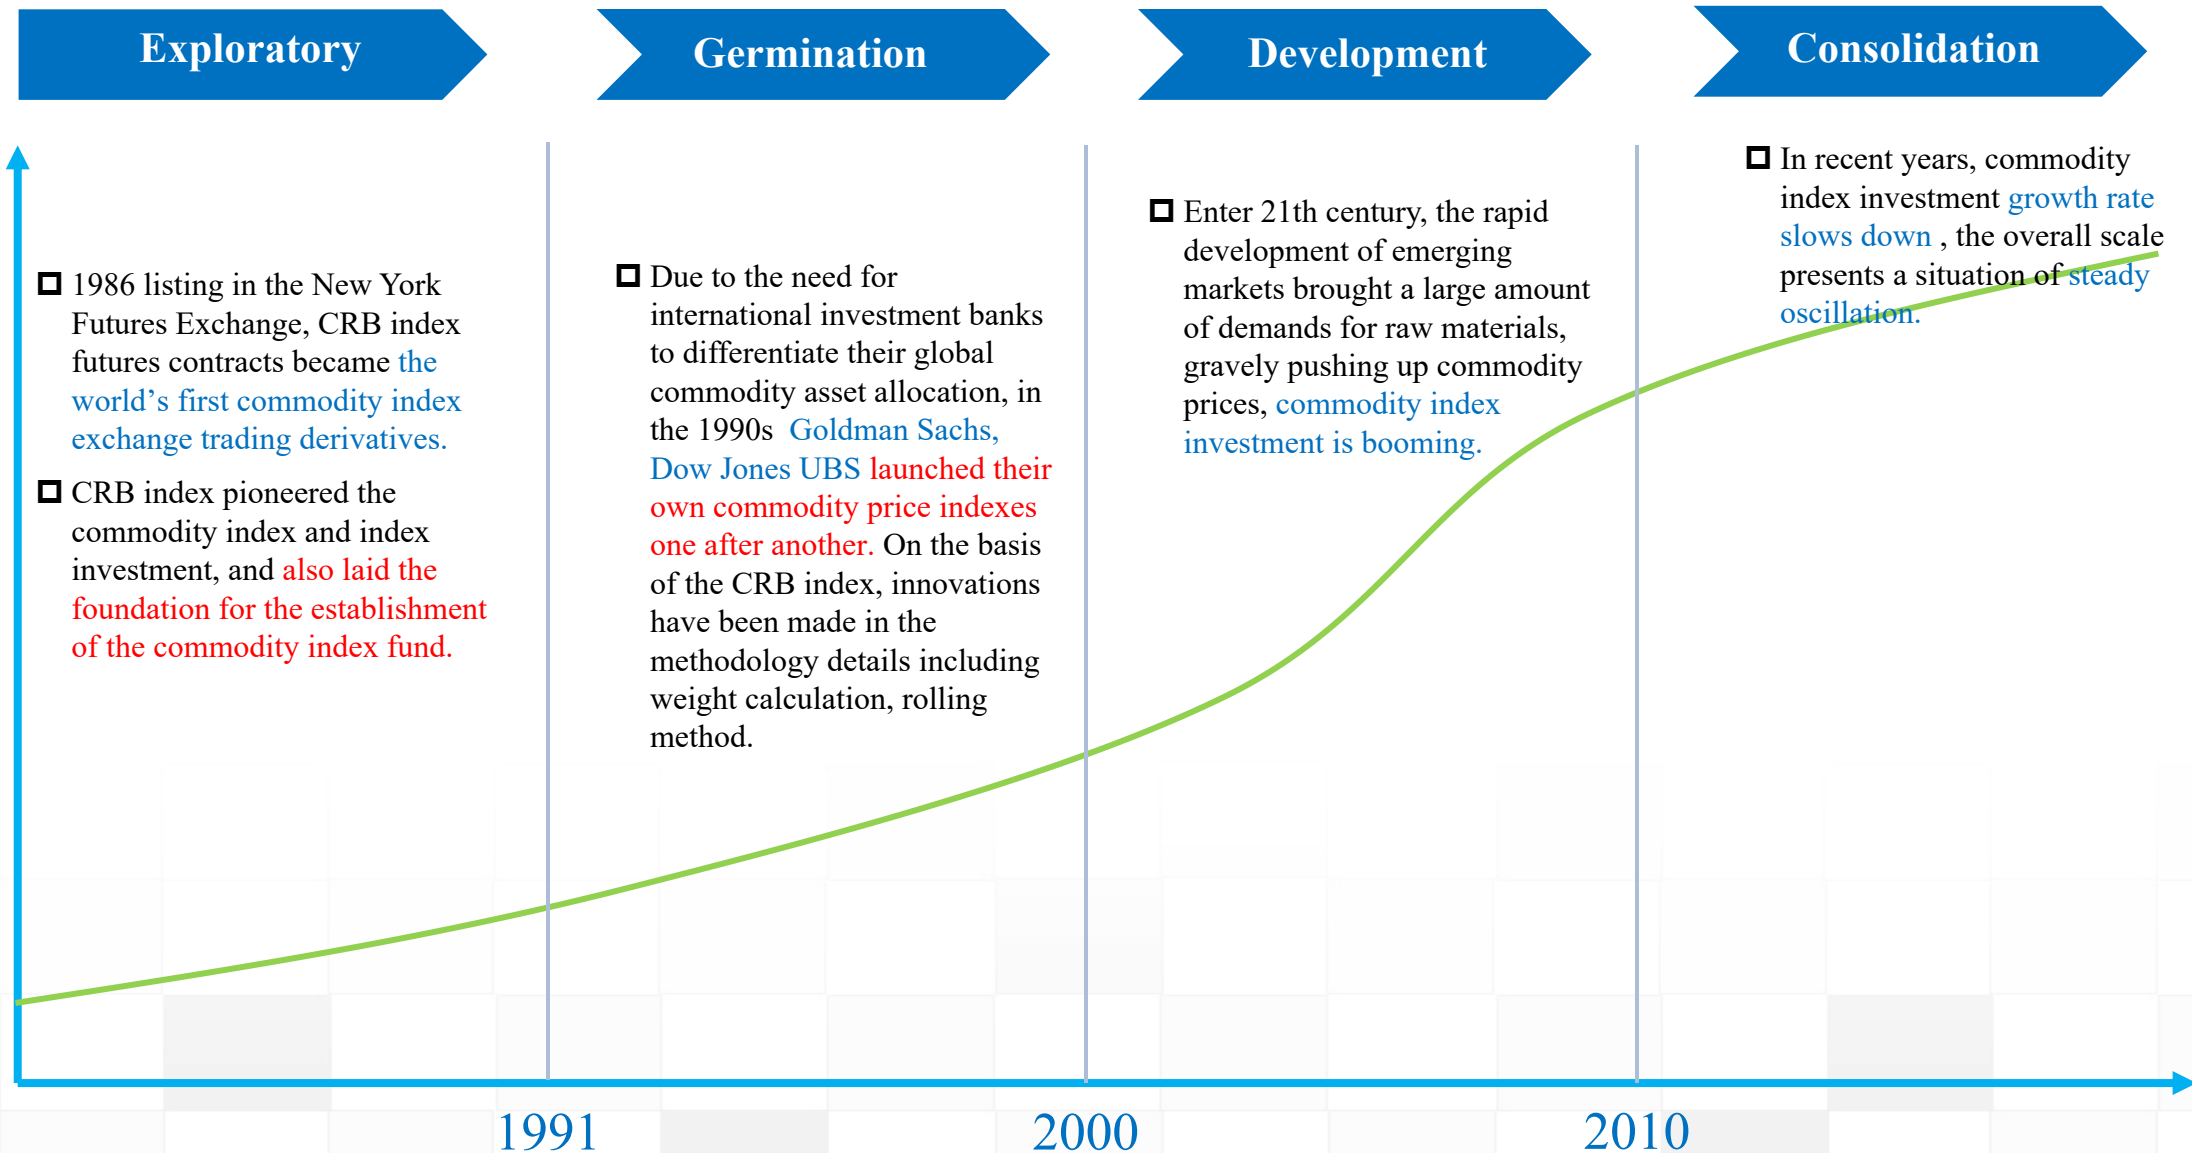 Exploratory
Germination
Development
Consolidation
1986 listing in the New York
Futures Exchange, CRB index
futures contracts became the
world’s first commodity index
exchange trading derivatives.
CRB index pioneered the
commodity index and index
investment, and also laid the
foundation for the establishment
of the commodity index fund.
Due to the need for
international investment banks
to differentiate their global
commodity asset allocation, in
the 1990s Goldman Sachs,
Dow Jones UBS launched their
own commodity price indexes
one after another. On the basis
of the CRB index, innovations
have been made in the
methodology details including
weight calculation, rolling
method.
Enter 21th century, the rapid
development of emerging
markets brought a large amount
of demands for raw materials,
gravely pushing up commodity
prices, commodity index
investment is booming.
In recent years, commodity
index investment growth rate
slows down , the overall scale
presents a situation of steady
oscillation.
1991
2000
2010